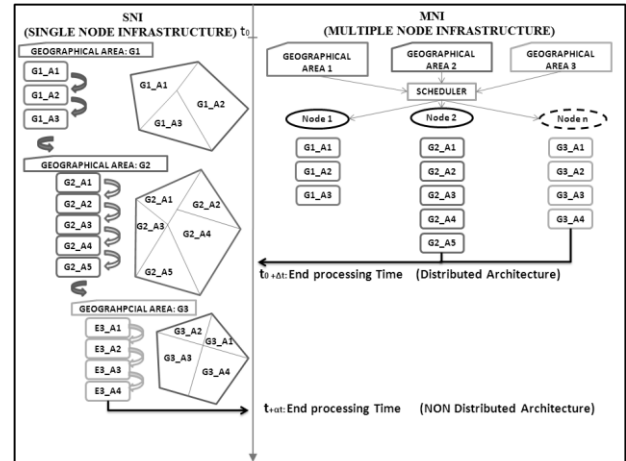 SNI
(SINGLE NODE INFRASTRUCTURE)
t0
MNI
(MULTIPLE NODE INFRASTRUCTURE)
GEOGRAPHICAL AREA: G1
G1_A1
G1_A2
G1_A3
G1_A1
G1_A2
G1_A3
GEOGRAPHICAL AREA: G2
G2_A1
G2_A2
G2_A3
G2_A4
G2_A5
G2_A1
G2_A2
G2_A3
G2_A4
G2_A5
GEOGRAHPCIAL AREA: G3
E3_A1
E3_A2
E3_A3
E3_A4
G3_A2
G3_A1
G3_A3
G3_A4
GEOGRAPHICAL
AREA 1
GEOGRAPHICAL
AREA 2
GEOGRAPHICAL
AREA 3
SCHEDULER
Node 1
Node 2
Node n
G1_A1
G1_A2
G1_A3
G2_A1
G2_A2
G2_A3
G2_A4
G2_A5
G3_A1
G3_A2
G3_A3
G3_A4
t0 +Δt: End processing Time (Distributed Architecture)
t+αt: End processing Time (NON Distributed Architecture)